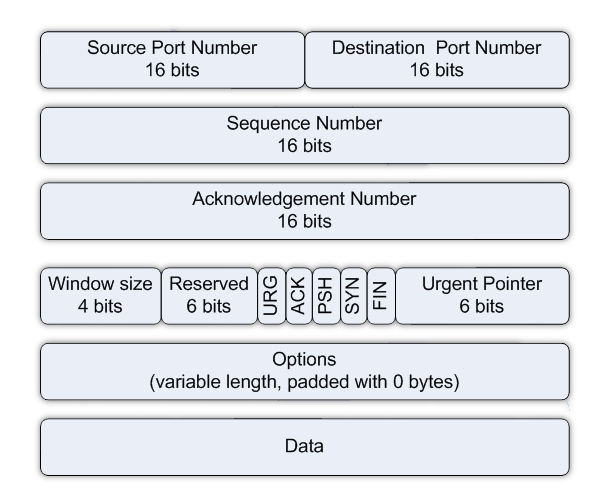 Source Port Number
16 bits
Destination Port Number
16 bits
Sequence Number
16 bits
Acknowledgement Number
16 bits
Window size
4 bits
Reserved
6 bits
URG
ACK
PSH
SYN
FIN
Urgent Pointer
6 bits
Options
(variable length, padded with 0 bytes)
Data